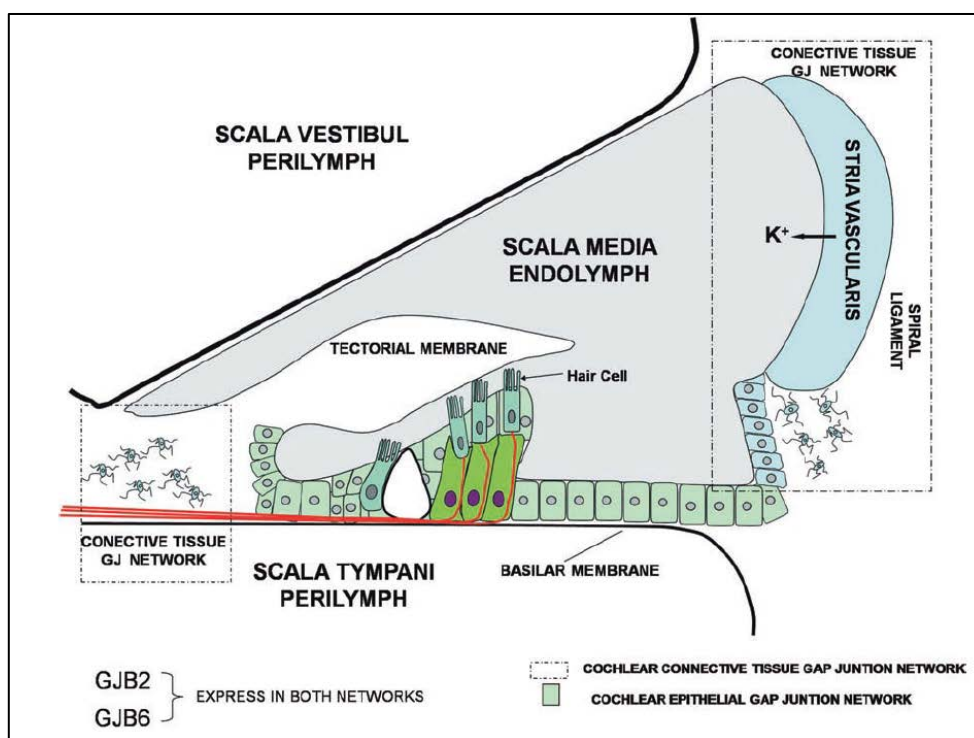 CONECTIVE TISSUE
GJ NETWORK
SCALA VESTIBUL
PERILYMPH
STRIA VASCULARIS
K⁺
SCALA MEDIA
ENDOLYMPH
SPIRAL
LIGAMENT
TECTORIAL MEMBRANE
Hair Cell
CONECTIVE TISSUE
GJ NETWORK
SCALA TYMPANI
PERILYMPH
BASILAR MEMBRANE
GJB2
GJB6
EXPRESS IN BOTH NETWORKS
COCHLEAR CONNECTIVE TISSUE GAP JUNTION NETWORK
COCHLEAR EPITHELIAL GAP JUNTION NETWORK